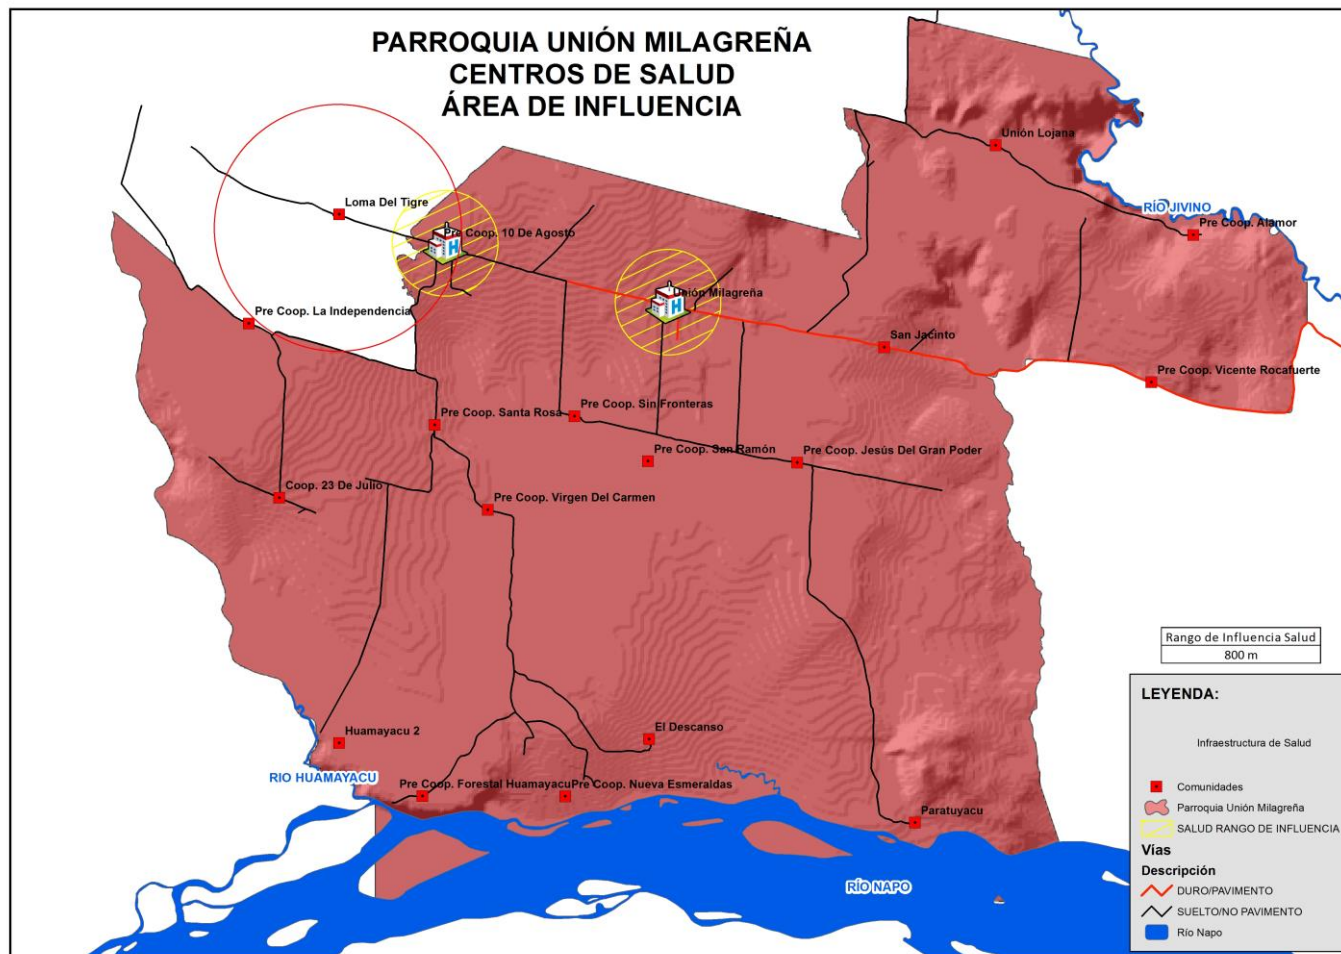 PARROQUIA UNIÓN MILAGREÑA
CENTROS DE SALUD
ÁREA DE INFLUENCIA
Unión Lojana
Loma Del Tigre
RÍO JIVINO
Pre Coop. Alamor
Pre Coop. 10 De Agosto
H
Unión Milagreña
H
Pre Coop. La Independencia
San Jacinto
Pre Coop. Vicente Rocafuerte
Pre Coop. Santa Rosa
Pre Coop. Sin Fronteras
Pre Coop. San Ramón
Pre Coop. Jesús Del Gran Poder
Coop. 23 De Julio
Pre Coop. Virgen Del Carmen
Huamayacu 2
El Descanso
RIO HUAMAYACU
Pre Coop. Forestal Huamayacu
Pre Coop. Nueva Esmeraldas
Paratuyacu
RÍO NAPO
Rango de Influencia Salud
800 m
LEYENDA:
Infraestructura de Salud
Comunidades
Parroquia Unión Milagreña
SALUD RANGO DE INFLUENCIA
Vías
Descripción
DURO/PAVIMENTO
SUELTO/NO PAVIMENTO
Río Napo